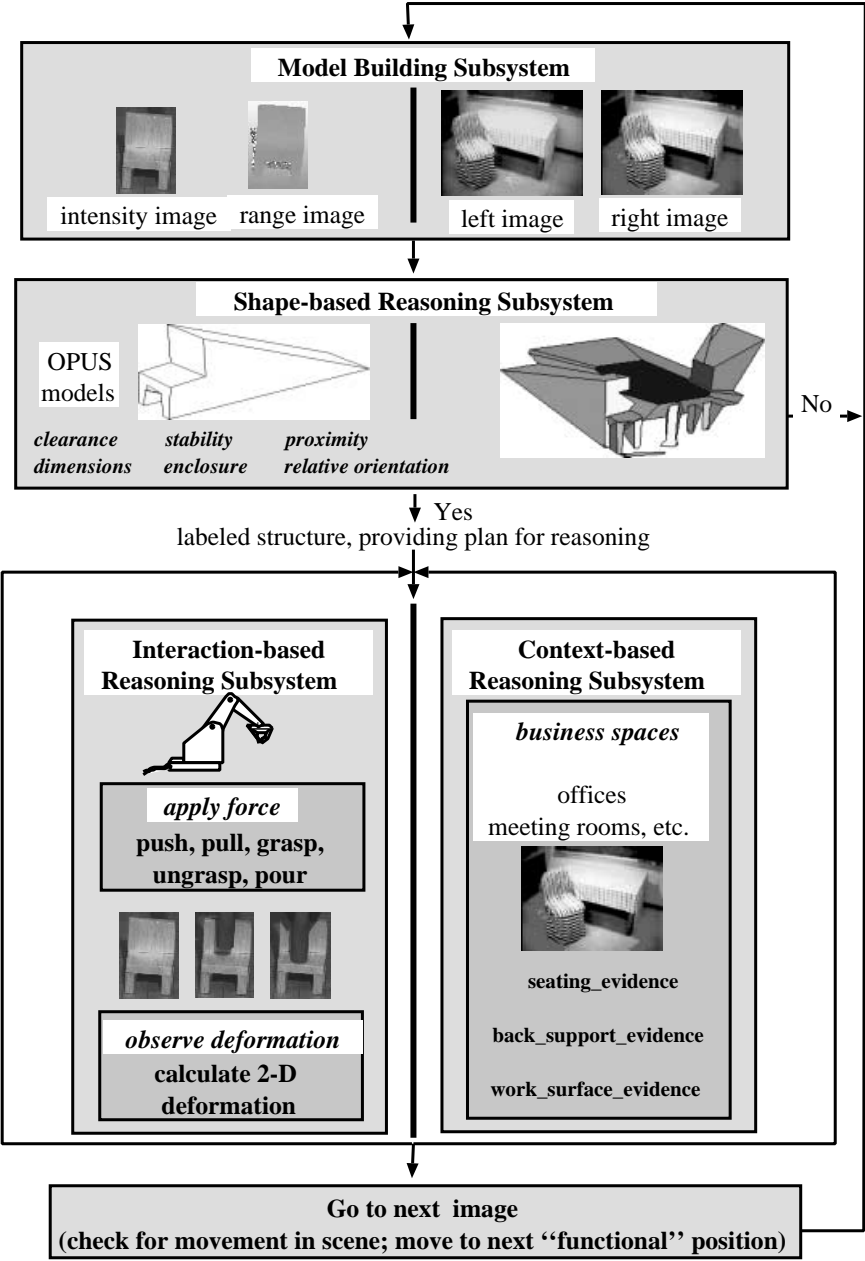 Model Building Subsystem
intensity image
range image
left image
right image
Shape-based Reasoning Subsystem
OPUS
models
clearance stability proximity
dimensions enclosure relative orientation
No
Yes
labeled structure, providing plan for reasoning
Interaction-based
Reasoning Subsystem
apply force
push, pull, grasp,
ungrasp, pour
observe deformation
calculate 2-D
deformation
Context-based
Reasoning Subsystem
business spaces
offices
meeting rooms, etc.
seating_evidence
back_support_evidence
work_surface_evidence
Go to next image
(check for movement in scene; move to next ‘‘functional’’ position)